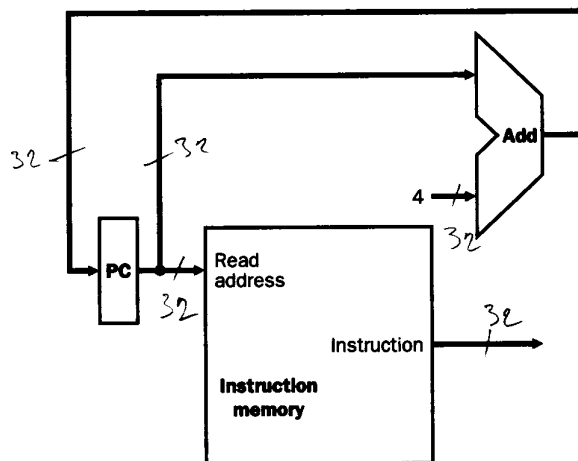 32
32
Add
4
32
PC
32
Read
address
32
Instruction
Instruction
memory